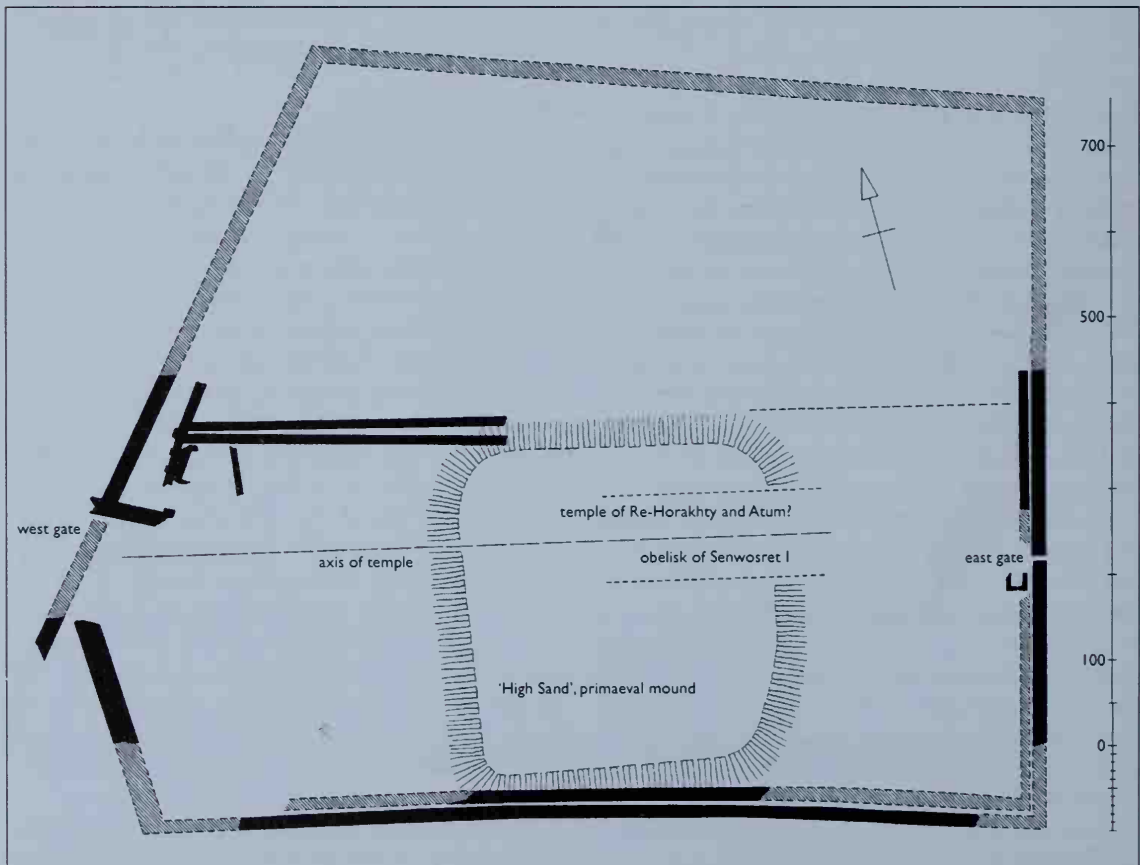 700
500
west gate
temple of Re-Horakhty and Atum?
axis of temple
obelisk of Senwosret I
east gate
'High Sand', primaeval mound
100
0